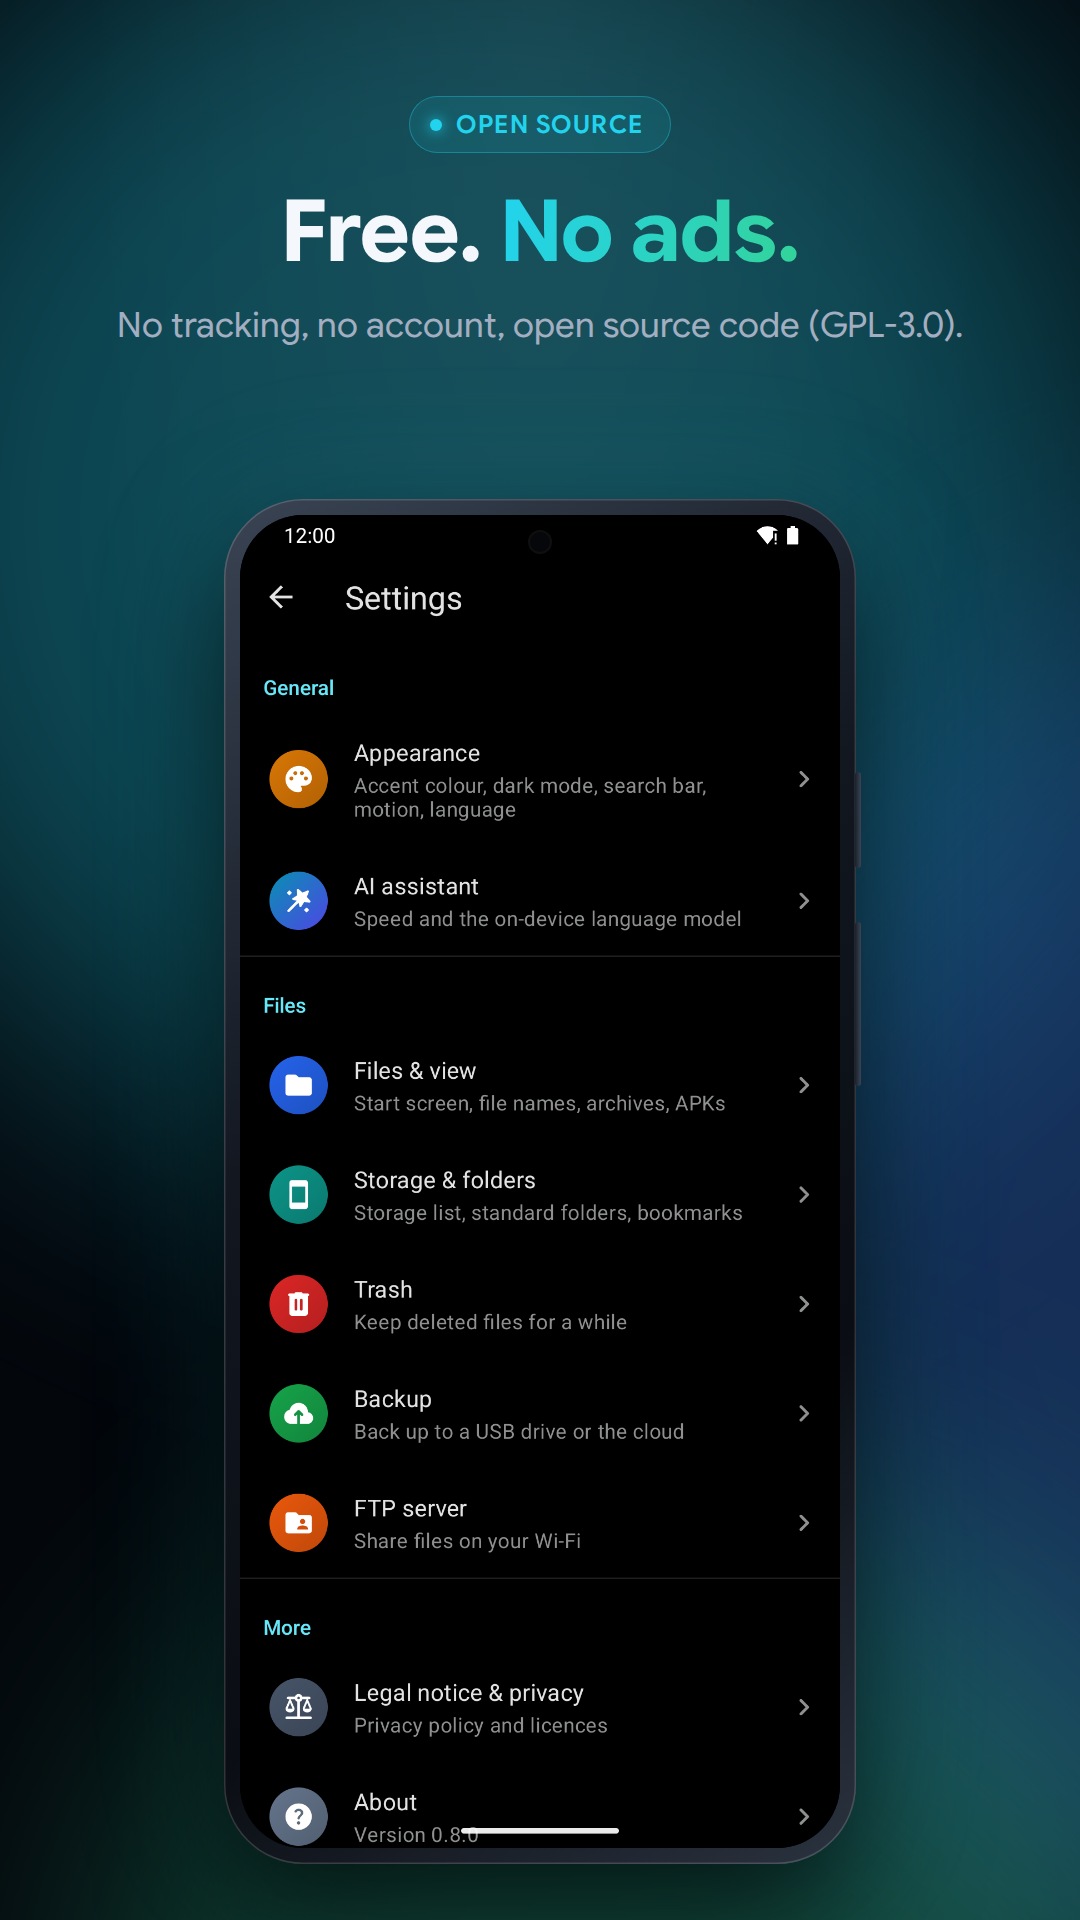 OPEN SOURCE
Free. No ads.
No tracking, no account, open source code (GPL-3.0).
12:00
Settings
General
Appearance
Accent colour, dark mode, search bar,
motion, language
AI assistant
Speed and the on-device language model
Files
Files & view
Start screen, file names, archives, APKs
Storage & folders
Storage list, standard folders, bookmarks
Trash
Keep deleted files for a while
Backup
Back up to a USB drive or the cloud
FTP server
Share files on your Wi-Fi
More
Legal notice & privacy
Privacy policy and licences
About
Version 0.8.0